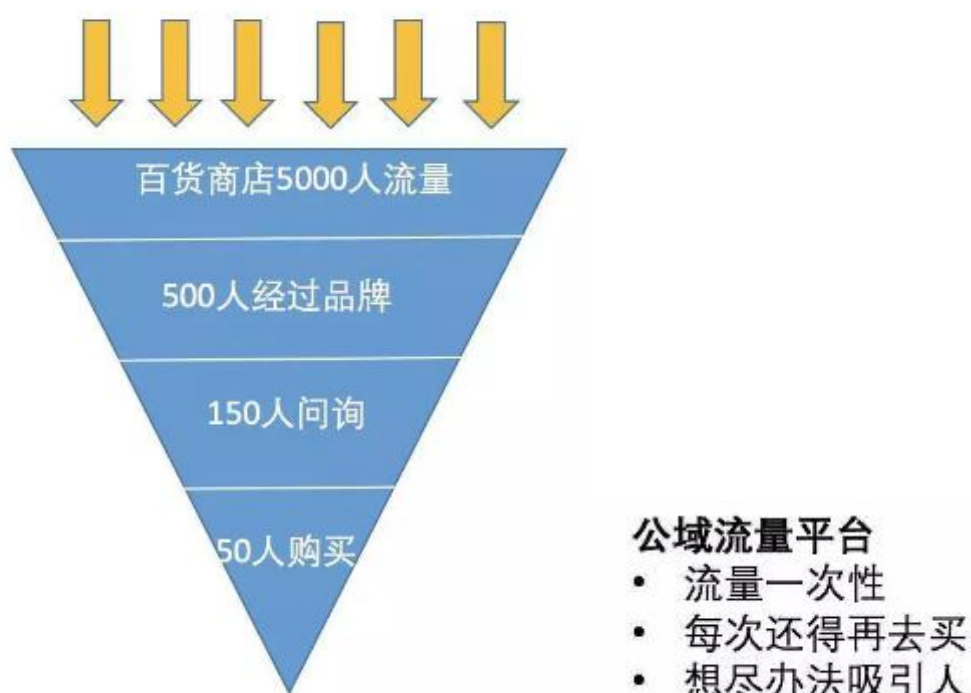 百货商店5000人流量
500人经过品牌
150人问询
50人购买
公域流量平台
• 流量一次性
• 每次还得再去买
• 想尽办法吸引人